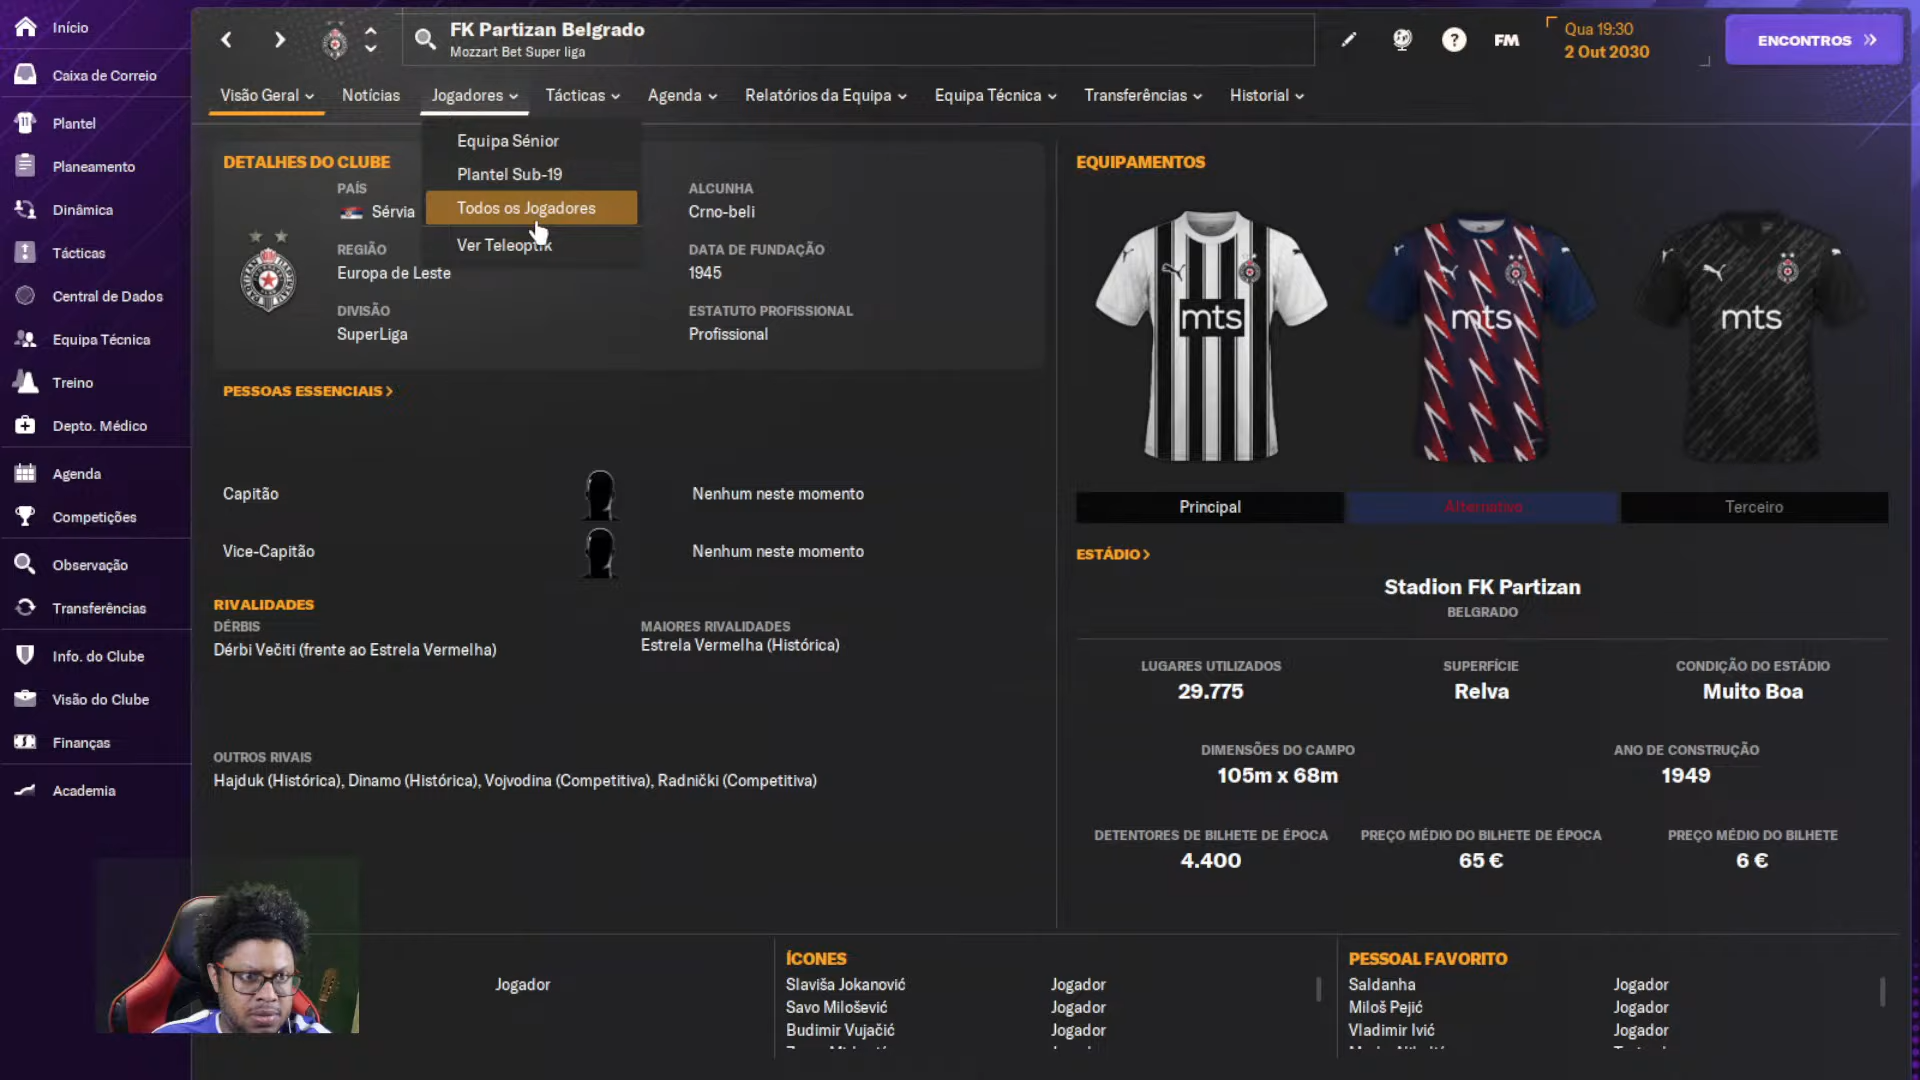 Início
Caixa de Correio
Plantel
Planeamento
Dinâmica
Tácticas
Central de Dados
Equipa Técnica
Treino
Depto. Médico
Agenda
Competições
Observação
Transferências
Info. do Clube
Visão do Clube
Finanças
Academia
FK Partizan Belgrado
Mozzart Bet Super liga
FM
Qua 19:30
2 Out 2030
ENCONTROS
Visão Geral
Notícias
Jogadores
Tácticas
Agenda
Relatórios da Equipa
Equipa Técnica
Transferências
Historial
Equipa Sénior
Plantel Sub-19
Todos os Jogadores
Ver Teleoptik
DETALHES DO CLUBE
PAÍS
Sérvia
REGIÃO
Europa de Leste
DIVISÃO
SuperLiga
ALCUNHA
Crno-beli
DATA DE FUNDAÇÃO
1945
ESTATUTO PROFISSIONAL
Profissional
PESSOAS ESSENCIAIS >
Capitão
Nenhum neste momento
Vice-Capitão
Nenhum neste momento
RIVALIDADES
DÉRBIS
Dérbi Večiti (frente ao Estrela Vermelha)
MAIORES RIVALIDADES
Estrela Vermelha (Histórica)
OUTROS RIVAIS
Hajduk (Histórica), Dinamo (Histórica), Vojvodina (Competitiva), Radnički (Competitiva)
EQUIPAMENTOS
mts
mts
mts
Principal
Alternativo
Terceiro
ESTÁDIO >
Stadion FK Partizan
BELGRADO
LUGARES UTILIZADOS
29.775
SUPERFÍCIE
Relva
CONDIÇÃO DO ESTÁDIO
Muito Boa
DIMENSÕES DO CAMPO
105m x 68m
ANO DE CONSTRUÇÃO
1949
DETENTORES DE BILHETE DE ÉPOCA
4.400
PREÇO MÉDIO DO BILHETE DE ÉPOCA
65 €
PREÇO MÉDIO DO BILHETE
6 €
Jogador
ÍCONES
Slaviša Jokanović Jogador
Savo Milošević Jogador
Budimir Vujačić Jogador
PESSOAL FAVORITO
Saldanha Jogador
Miloš Pejić Jogador
Vladimir Ivić Jogador